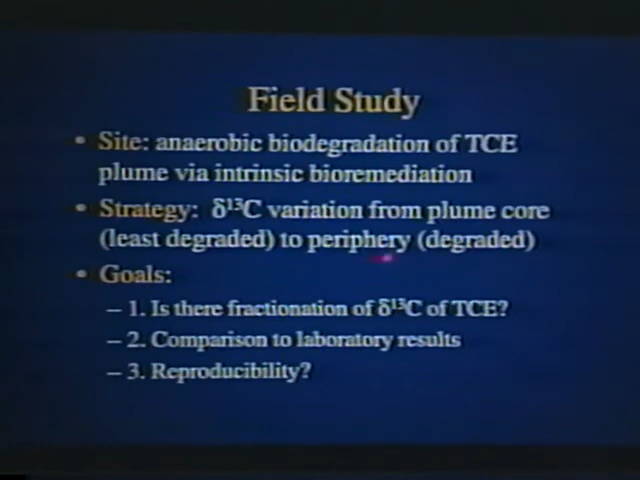 Field Study
• Site: anaerobic biodegradation of TCE
plume via intrinsic bioremediation
• Strategy: δ¹³C variation from plume core
(least degraded) to periphery (degraded)
• Goals:
– 1. Is there fractionation of δ¹³C of TCE?
– 2. Comparison to laboratory results
– 3. Reproducibility?